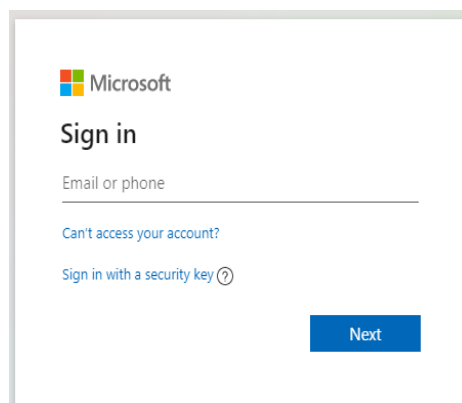 Microsoft
Sign in
Email or phone
Can't access your account?
Sign in with a security key ?
Next